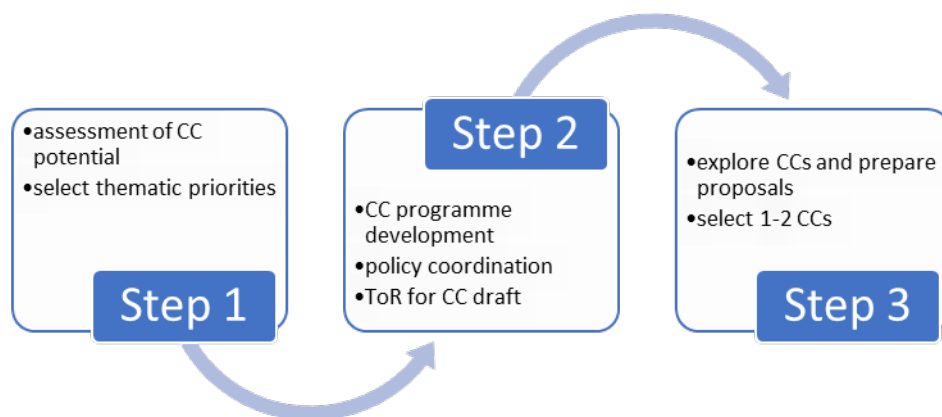 •assessment of CC
potential
•select thematic priorities
Step 1
Step 2
•CC programme
development
•policy coordination
•ToR for CC draft
•explore CCs and prepare
proposals
•select 1-2 CCs
Step 3